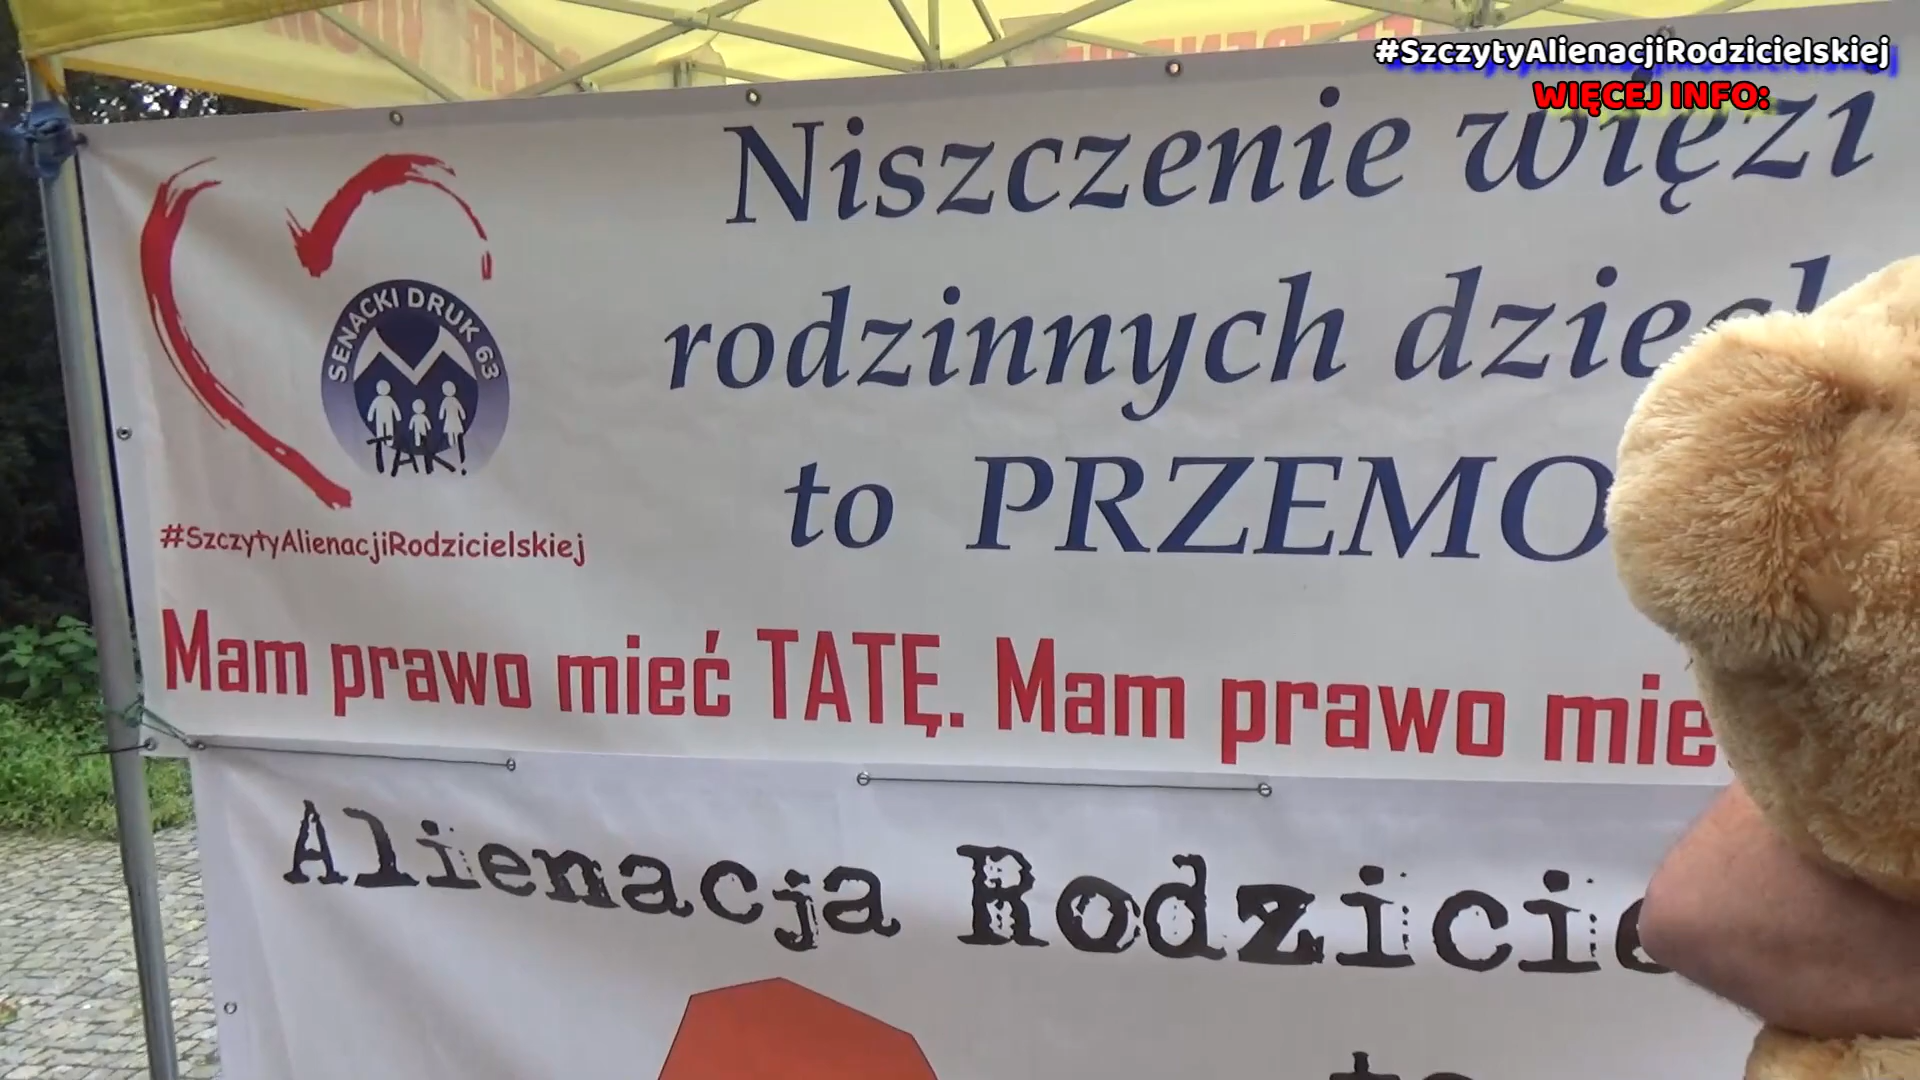 #SzczytyAlienacjiRodzicielskiej
WIĘCEJ INFO:
Niszczenie więzi
rodzinnych dziec
to PRZEMO
SENACKI DRUK 63
TAK!
#SzczytyAlienacjiRodzicielskiej
Mam prawo mieć TATĘ. Mam prawo mie
Alienacja Rodzicie
to